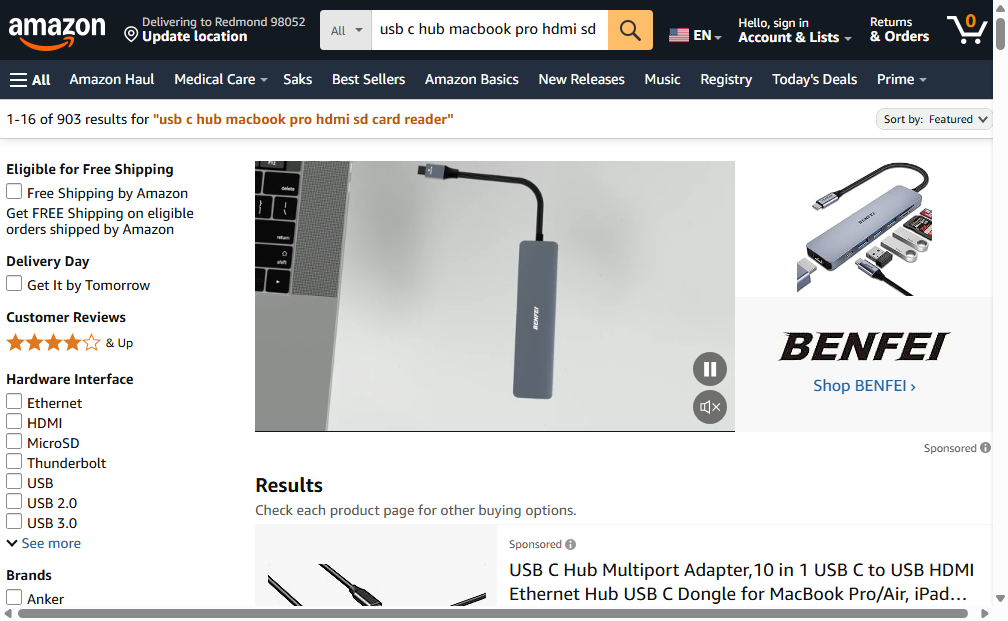 amazon
Delivering to Redmond 98052
Update location
All
usb c hub macbook pro hdmi sd
EN
Hello, sign in
Account & Lists
Returns
& Orders
0
All
Amazon Haul
Medical Care
Saks
Best Sellers
Amazon Basics
New Releases
Music
Registry
Today's Deals
Prime
1-16 of 903 results for "usb c hub macbook pro hdmi sd card reader"
Sort by: Featured
Eligible for Free Shipping
Free Shipping by Amazon
Get FREE Shipping on eligible
orders shipped by Amazon
Delivery Day
Get It by Tomorrow
Customer Reviews
& Up
Hardware Interface
Ethernet
HDMI
MicroSD
Thunderbolt
USB
USB 2.0
USB 3.0
See more
Brands
Anker
delete
return
shift
BENFEI
BENFEI
BENFEI
Shop BENFEI ›
Sponsored
Results
Check each product page for other buying options.
Sponsored
USB C Hub Multiport Adapter,10 in 1 USB C to USB HDMI
Ethernet Hub USB C Dongle for MacBook Pro/Air, iPad...